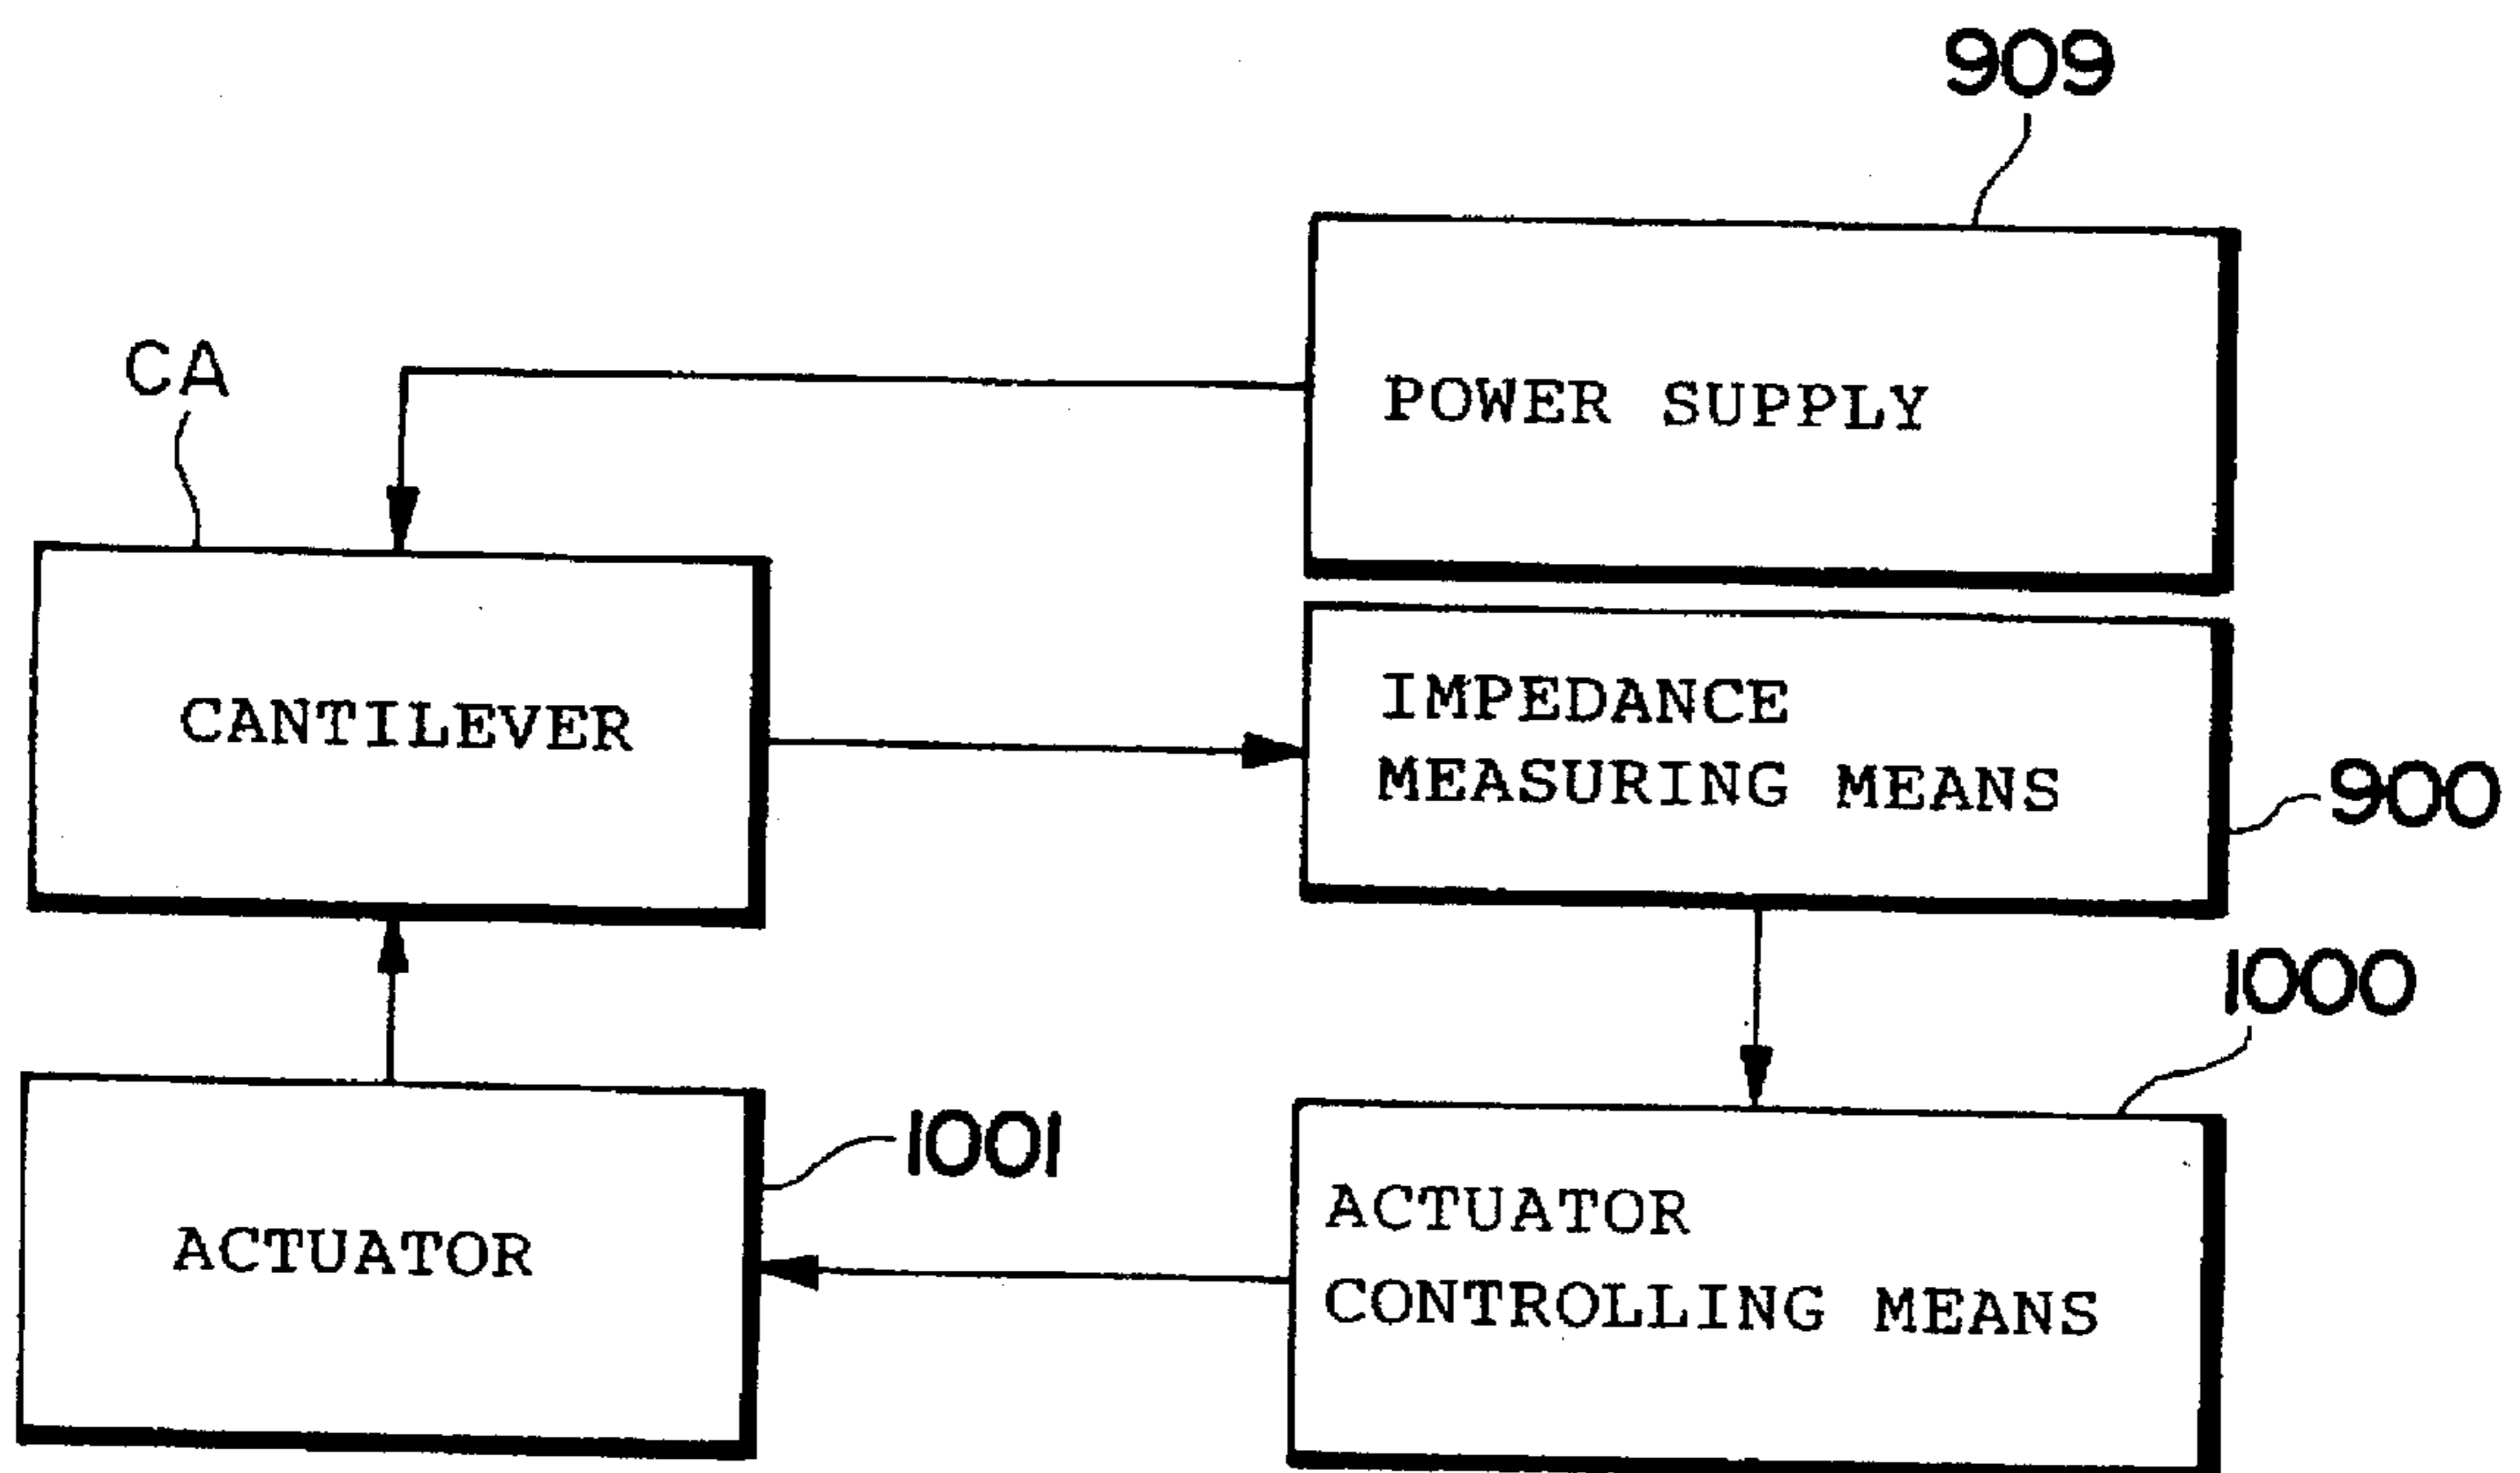 909
CA
POWER SUPPLY
CANTILEVER
IMPEDANCE
MEASURING MEANS
900
1000
1001
ACTUATOR
ACTUATOR
CONTROLLING MEANS